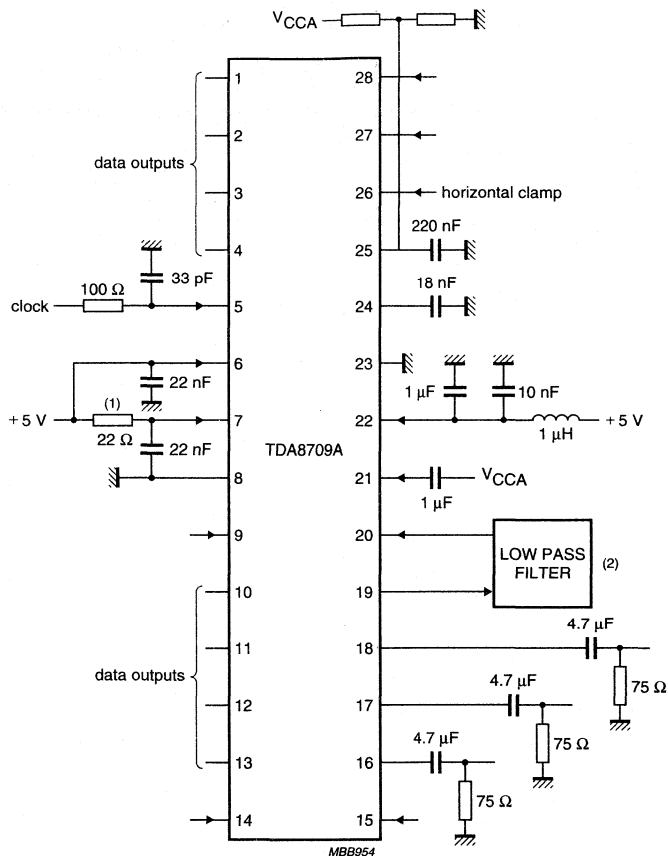 VCCA
1
28
2
27
data outputs
3
26
horizontal clamp
220 nF
4
25
33 pF
18 nF
100 Ω
clock
5
24
6
23
22 nF
1 µF
10 nF
(1)
+5 V
7
22
+5 V
22 Ω
22 nF
1 µH
TDA8709A
8
21
VCCA
1 µF
9
20
LOW PASS
FILTER
(2)
10
19
4.7 µF
11
18
data outputs
4.7 µF
75 Ω
12
17
4.7 µF
75 Ω
13
16
75 Ω
14
15
MBB954